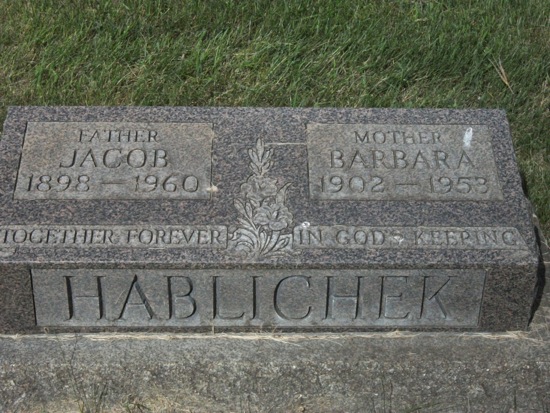 FATHER
JACOB
1898 — 1960
MOTHER
BARBARA
1902 — 1953
TOGETHER FOREVER IN GOD'S KEEPING
HABLICHEK